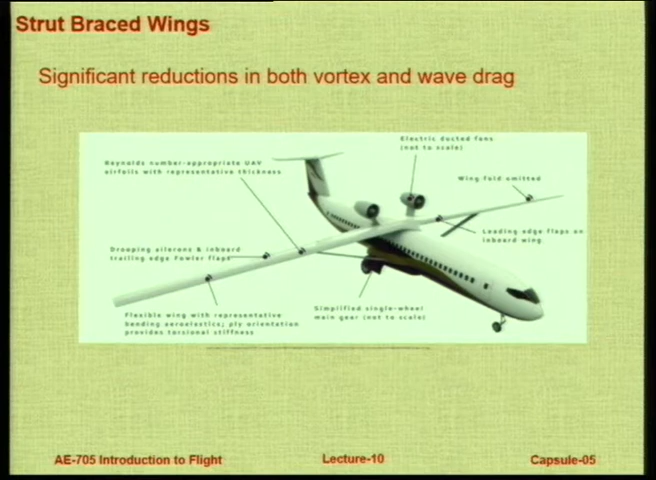 Strut Braced Wings
Significant reductions in both vortex and wave drag
Electric ducted fans
(not to scale)
Reynolds number-appropriate UAV
airfoils with representative thickness
Wing fold omitted
Leading edge flaps on
inboard wing
Drooping ailerons & inboard
trailing edge Fowler flaps
Simplified single-wheel
main gear (not to scale)
Flexible wing with representative
bending aeroelastics; ply orientation
provides torsional stiffness
AE-705 Introduction to Flight
Lecture-10
Capsule-05